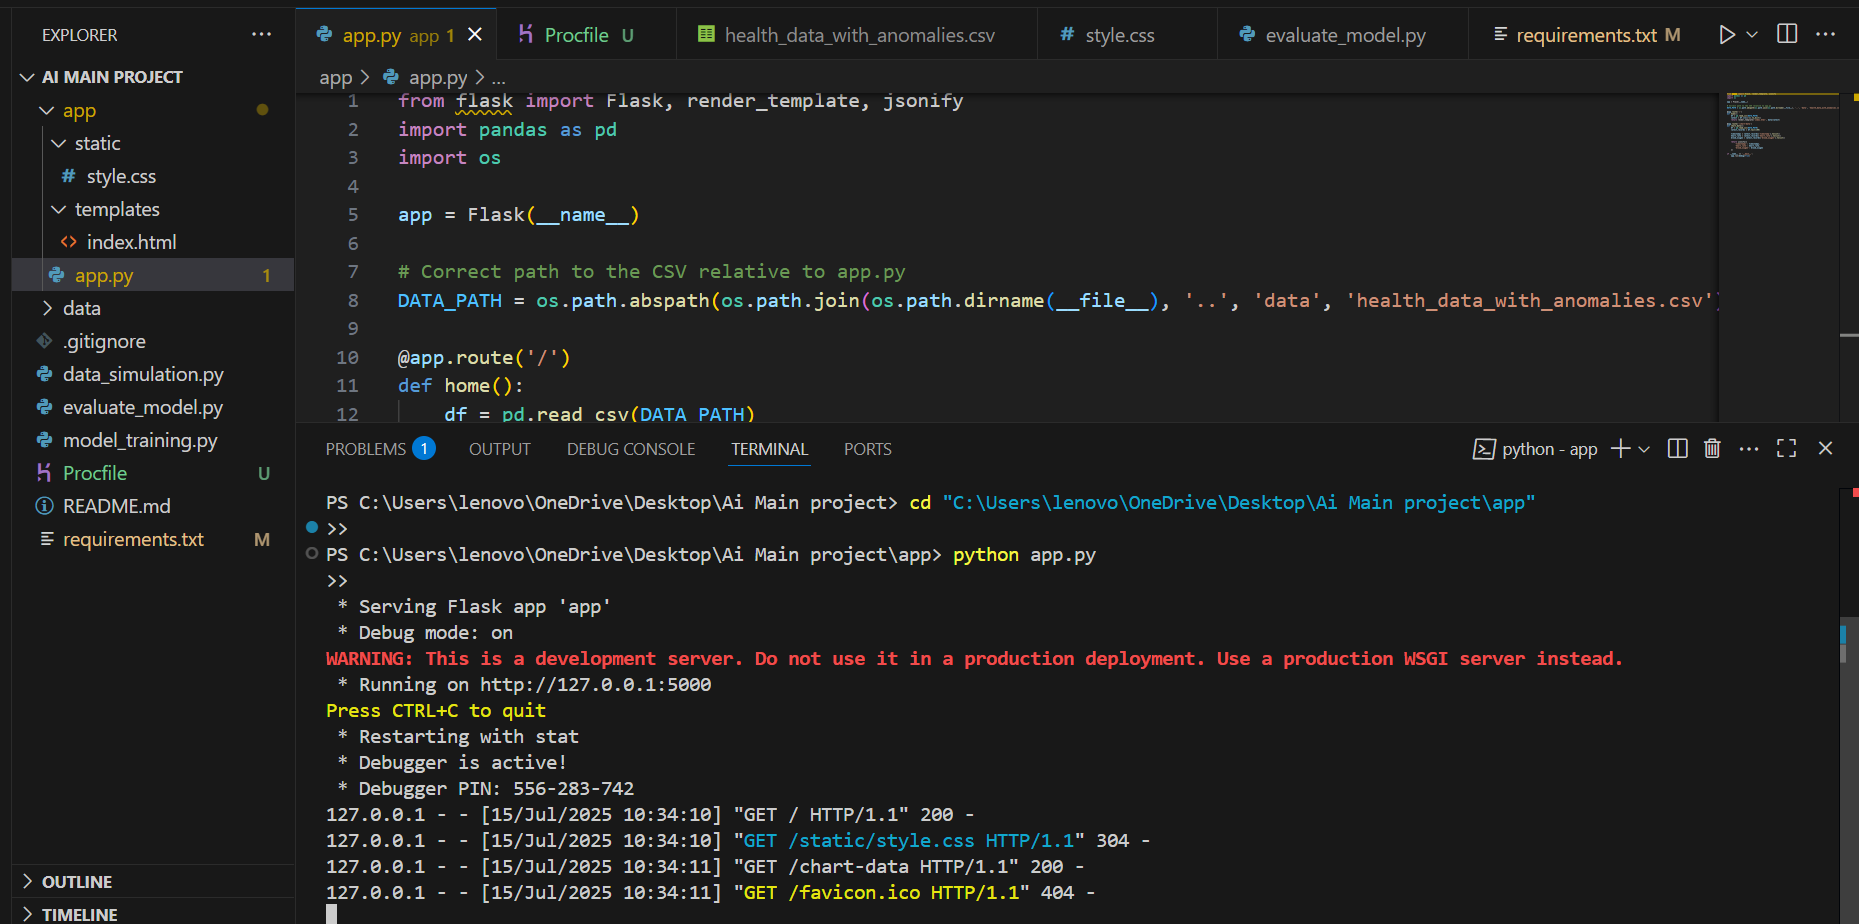 EXPLORER
AI MAIN PROJECT
app
static
# style.css
templates
<> index.html
app.py 1
data
.gitignore
data_simulation.py
evaluate_model.py
model_training.py
Procfile U
README.md
requirements.txt M
OUTLINE
TIMELINE
app.py app 1
Procfile U
health_data_with_anomalies.csv
# style.css
evaluate_model.py
requirements.txt M
app > app.py > ...
1 from flask import Flask, render_template, jsonify
2 import pandas as pd
3 import os
4
5 app = Flask(__name__)
6
7 # Correct path to the CSV relative to app.py
8 DATA_PATH = os.path.abspath(os.path.join(os.path.dirname(__file__), '..', 'data', 'health_data_with_anomalies.csv')
9
10 @app.route('/')
11 def home():
12 df = pd.read_csv(DATA_PATH)
PROBLEMS 1 OUTPUT DEBUG CONSOLE TERMINAL PORTS
python - app
PS C:\Users\lenovo\OneDrive\Desktop\Ai Main project> cd "C:\Users\lenovo\OneDrive\Desktop\Ai Main project\app"
>>
PS C:\Users\lenovo\OneDrive\Desktop\Ai Main project\app> python app.py
>>
* Serving Flask app 'app'
* Debug mode: on
WARNING: This is a development server. Do not use it in a production deployment. Use a production WSGI server instead.
* Running on http://127.0.0.1:5000
Press CTRL+C to quit
* Restarting with stat
* Debugger is active!
* Debugger PIN: 556-283-742
127.0.0.1 - - [15/Jul/2025 10:34:10] "GET / HTTP/1.1" 200 -
127.0.0.1 - - [15/Jul/2025 10:34:10] "GET /static/style.css HTTP/1.1" 304 -
127.0.0.1 - - [15/Jul/2025 10:34:11] "GET /chart-data HTTP/1.1" 200 -
127.0.0.1 - - [15/Jul/2025 10:34:11] "GET /favicon.ico HTTP/1.1" 404 -